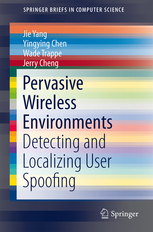 SPRINGER BRIEFS IN COMPUTER SCIENCE
Jie Yang
Yingying Chen
Wade Trappe
Jerry Cheng
Pervasive
Wireless
Environments
Detecting and
Localizing User
Spoofing
Springer